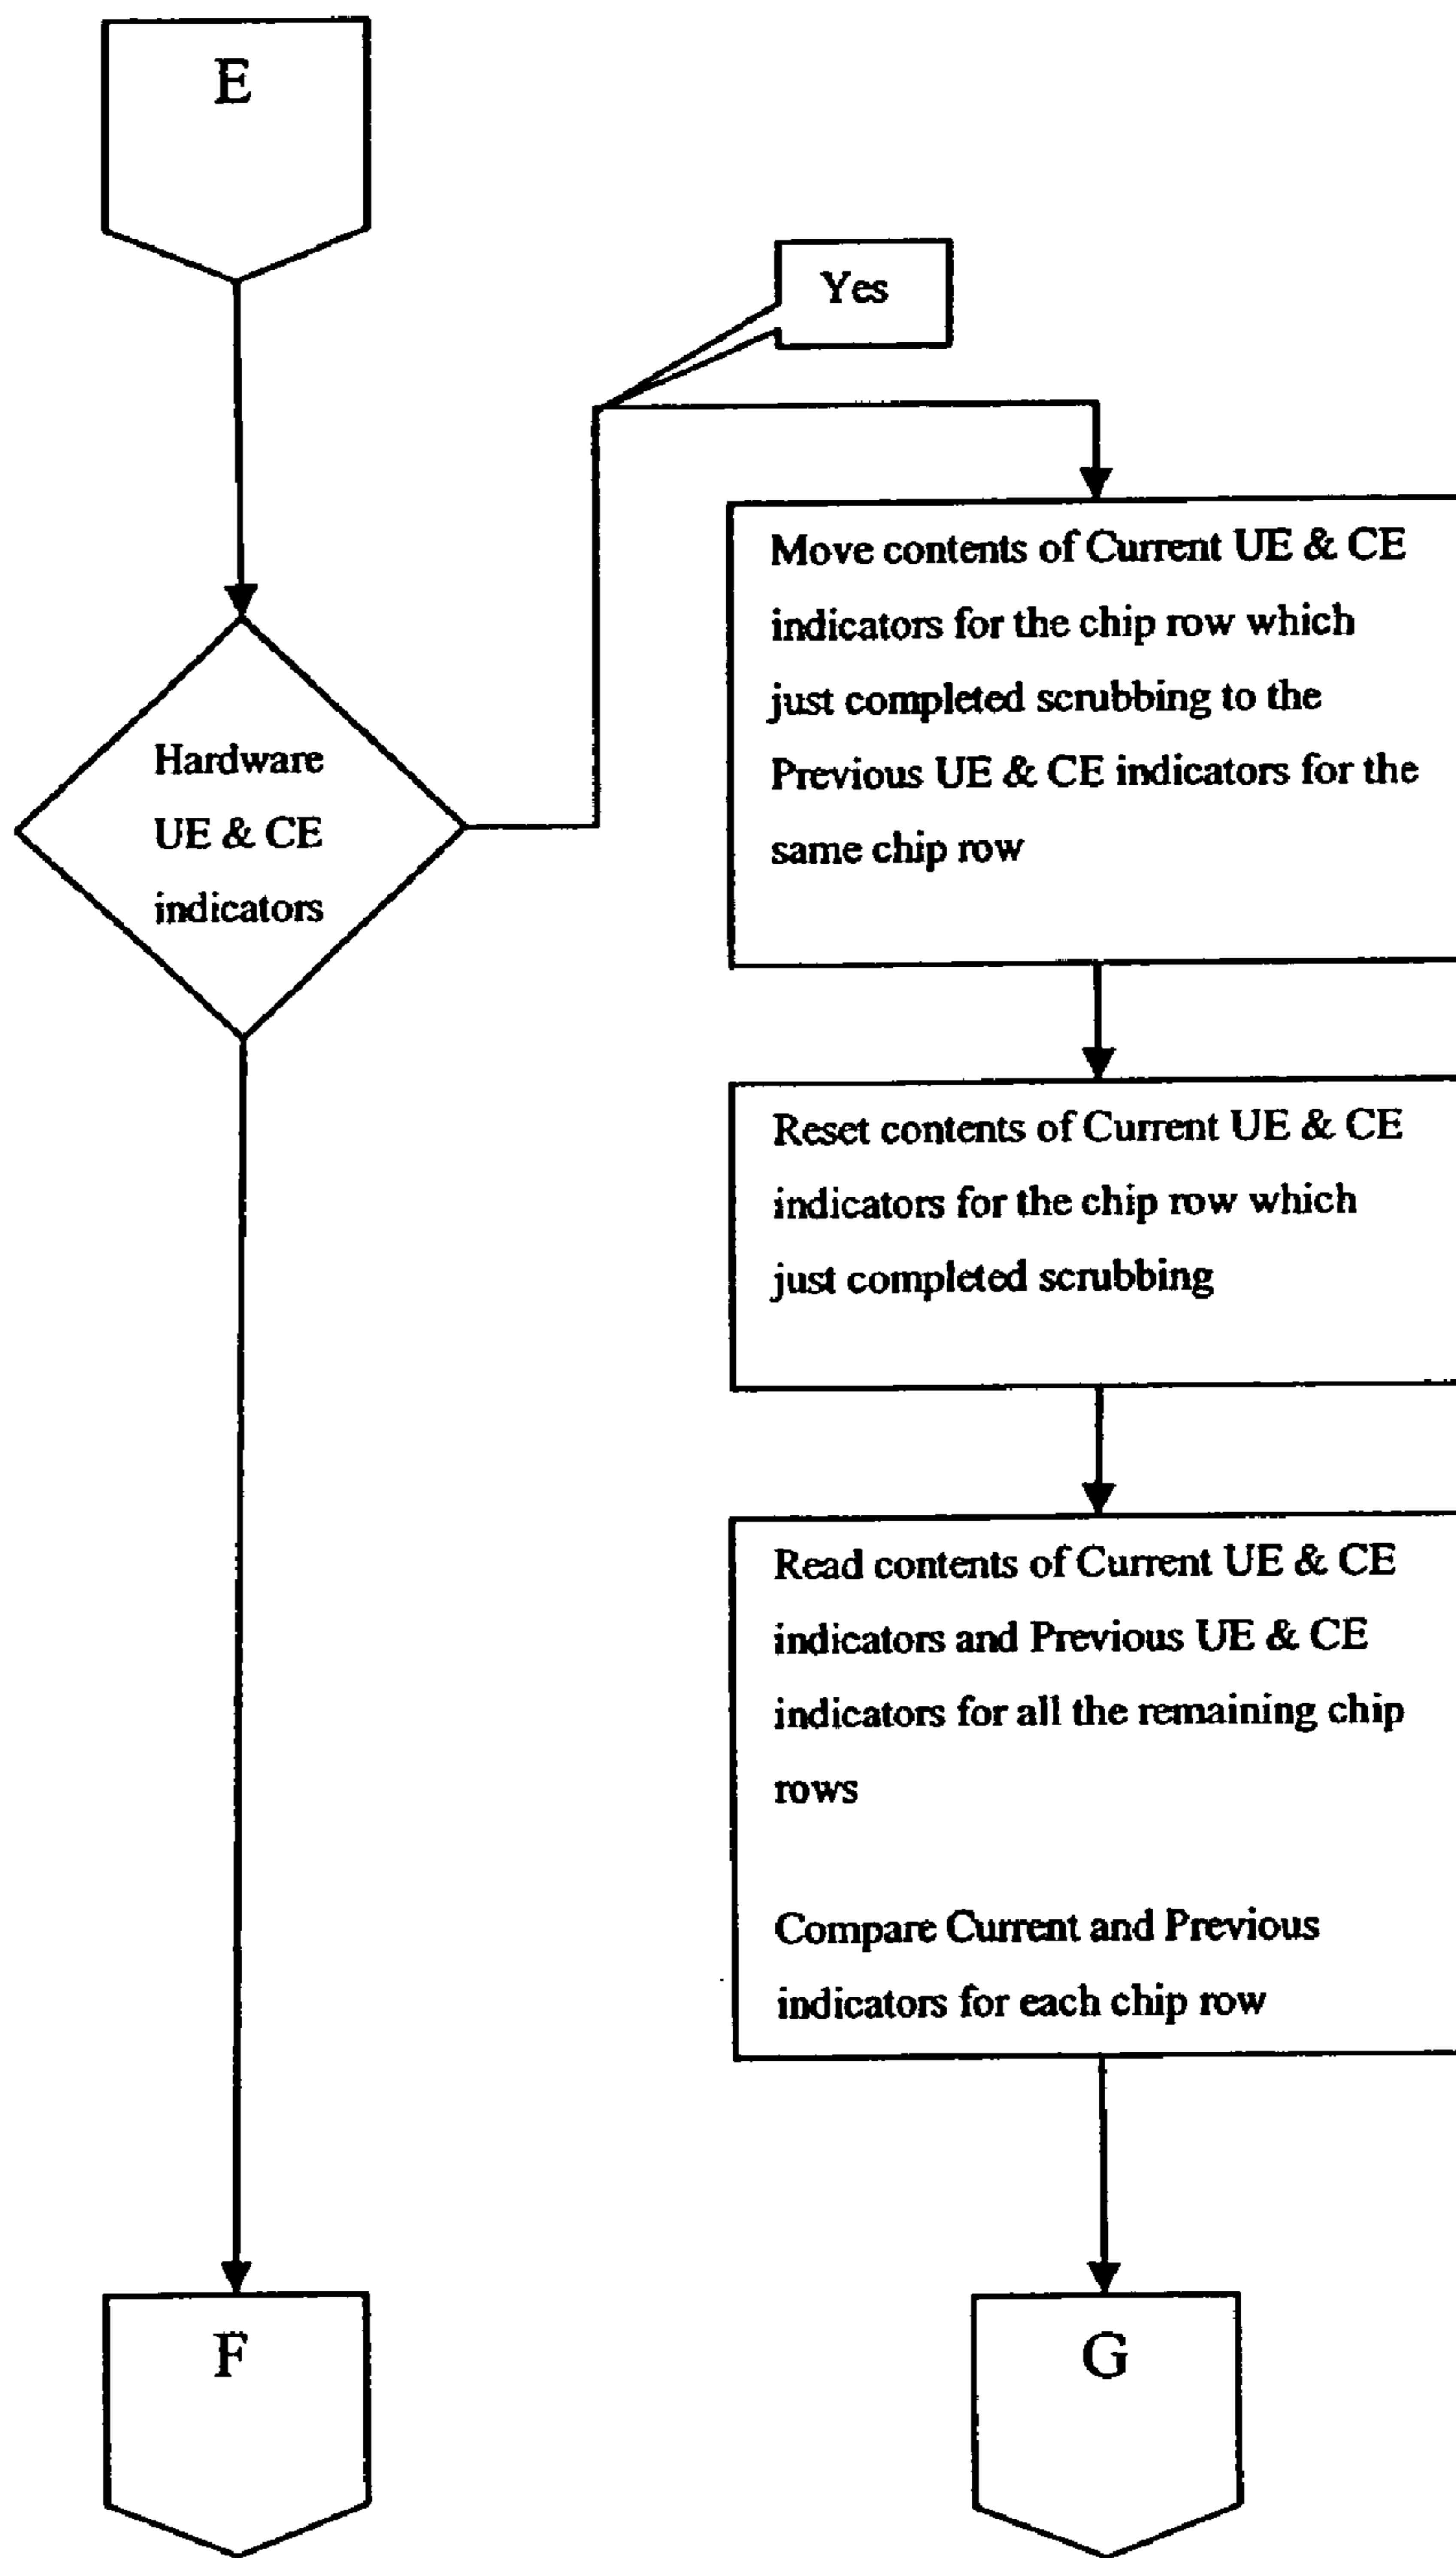 E
Yes
Move contents of Current UE & CE
indicators for the chip row which
just completed scrubbing to the
Previous UE & CE indicators for the
same chip row
Hardware
UE & CE
indicators
Reset contents of Current UE & CE
indicators for the chip row which
just completed scrubbing
Read contents of Current UE & CE
indicators and Previous UE & CE
indicators for all the remaining chip
rows
Compare Current and Previous
indicators for each chip row
F
G